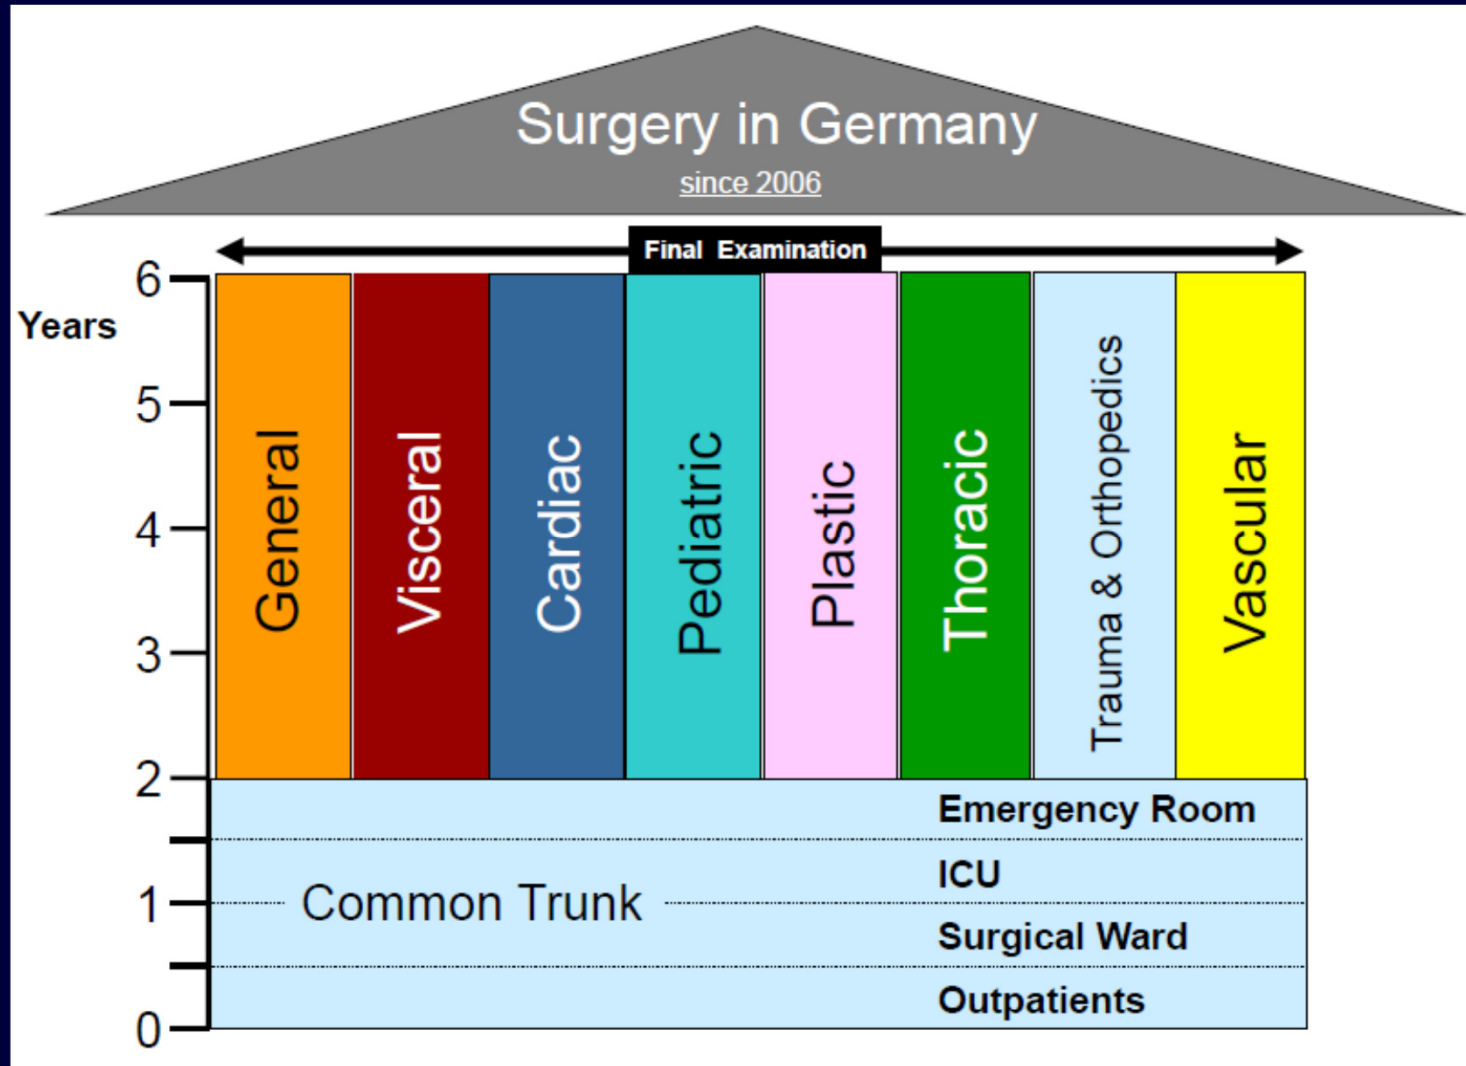 Surgery in Germany
since 2006
Final Examination
6
Years
5
4
3
2
1
0
General
Visceral
Cardiac
Pediatric
Plastic
Thoracic
Trauma & Orthopedics
Vascular
Emergency Room
ICU
Common Trunk
Surgical Ward
Outpatients